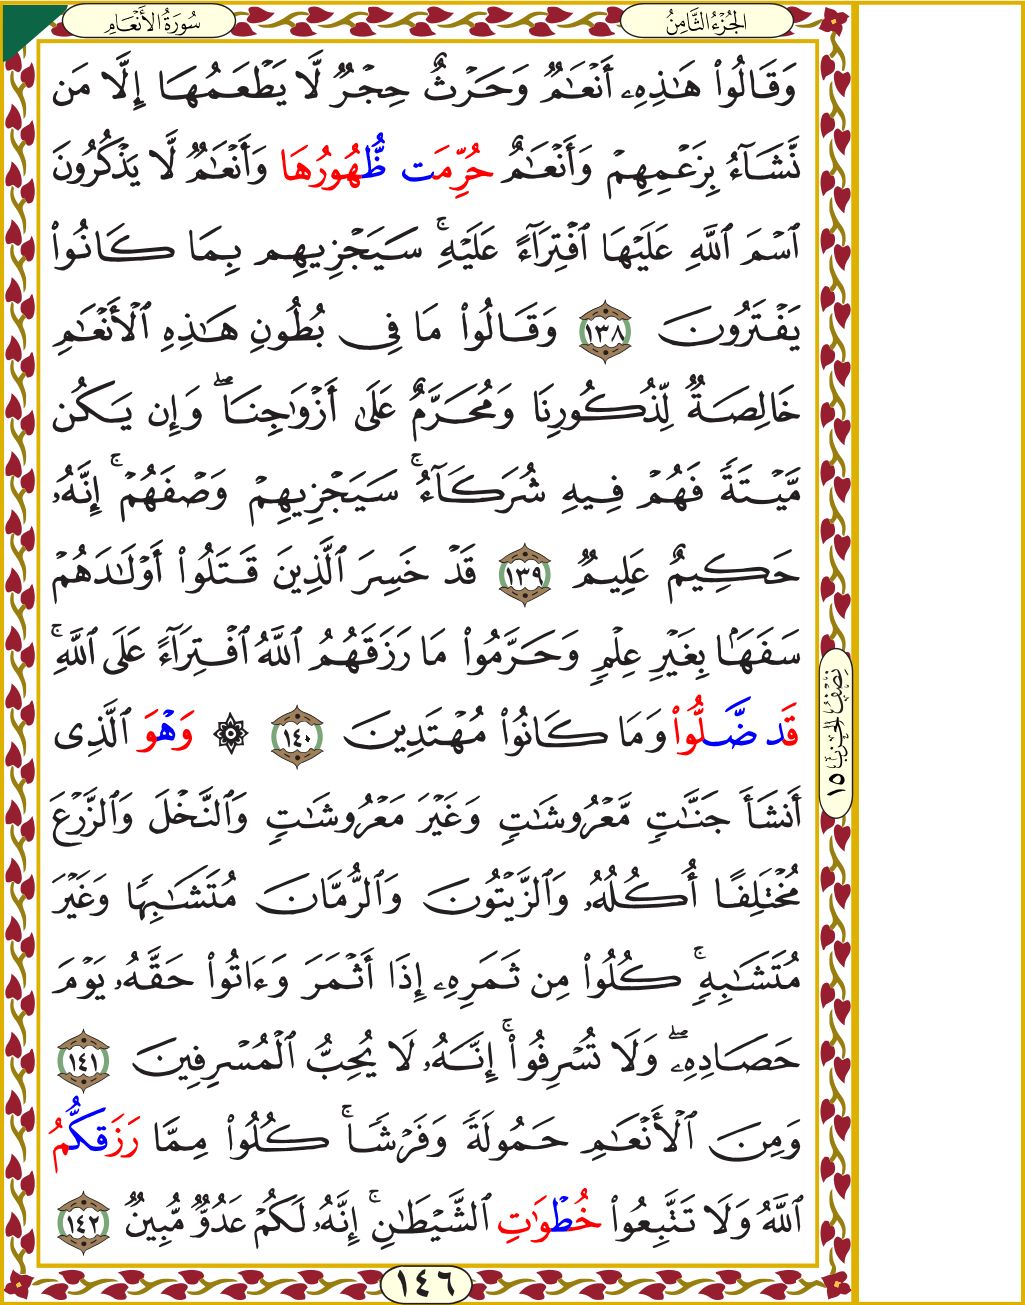 الجُزْءُ الثَّامِنُ
سُورَةُ الأَنْعَامِ
وَقَالُوا۟ هَـٰذِهِۦٓ أَنْعَـٰمٌ وَحَرْثٌ حِجْرٌ لَّا يَطْعَمُهَا إِلَّا مَن
نَّشَآءُ بِزَعْمِهِمْ وَأَنْعَـٰمٌ حُرِّمَت ظُّهُورُهَا وَأَنْعَـٰمٌ لَّا يَذْكُرُونَ
ٱسْمَ ٱللَّهِ عَلَيْهَا ٱفْتِرَآءً عَلَيْهِ ۚ سَيَجْزِيهِم بِمَا كَانُوا۟
يَفْتَرُونَ ١٣٨ وَقَالُوا۟ مَا فِى بُطُونِ هَـٰذِهِ ٱلْأَنْعَـٰمِ
خَالِصَةٌ لِّذُكُورِنَا وَمُحَرَّمٌ عَلَىٰ أَزْوَٰجِنَا ۖ وَإِن يَكُن
مَّيْتَةً فَهُمْ فِيهِ شُرَكَآءُ ۚ سَيَجْزِيهِمْ وَصْفَهُمْ ۚ إِنَّهُۥ
حَكِيمٌ عَلِيمٌ ١٣٩ قَدْ خَسِرَ ٱلَّذِينَ قَتَلُوا۟ أَوْلَـٰدَهُمْ
سَفَهًۢا بِغَيْرِ عِلْمٍ وَحَرَّمُوا۟ مَا رَزَقَهُمُ ٱللَّهُ ٱفْتِرَآءً عَلَى ٱللَّهِ ۚ
قَد ضَّلُّوا۟ وَمَا كَانُوا۟ مُهْتَدِينَ ١٤٠ ۞ وَهْوَ ٱلَّذِى
أَنشَأَ جَنَّـٰتٍ مَّعْرُوشَـٰتٍ وَغَيْرَ مَعْرُوشَـٰتٍ وَٱلنَّخْلَ وَٱلزَّرْعَ
مُخْتَلِفًا أُكُلُهُۥ وَٱلزَّيْتُونَ وَٱلرُّمَّانَ مُتَشَـٰبِهًا وَغَيْرَ
مُتَشَـٰبِهٍ ۚ كُلُوا۟ مِن ثَمَرِهِۦٓ إِذَآ أَثْمَرَ وَءَاتُوا۟ حَقَّهُۥ يَوْمَ
حَصَادِهِۦ ۖ وَلَا تُسْرِفُوٓا۟ ۚ إِنَّهُۥ لَا يُحِبُّ ٱلْمُسْرِفِينَ ١٤١
وَمِنَ ٱلْأَنْعَـٰمِ حَمُولَةً وَفَرْشًا ۚ كُلُوا۟ مِمَّا رَزَقكُّمُ
ٱللَّهُ وَلَا تَتَّبِعُوا۟ خُطْوَٰتِ ٱلشَّيْطَـٰنِ ۚ إِنَّهُۥ لَكُمْ عَدُوٌّ مُّبِينٌ ١٤٢
نِصْفُ الحِزْب ١٥
١٤٦